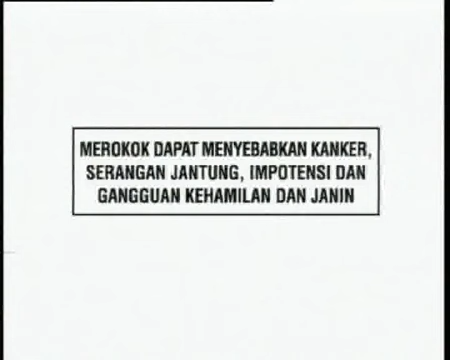 MEROKOK DAPAT MENYEBABKAN KANKER,
SERANGAN JANTUNG, IMPOTENSI DAN
GANGGUAN KEHAMILAN DAN JANIN